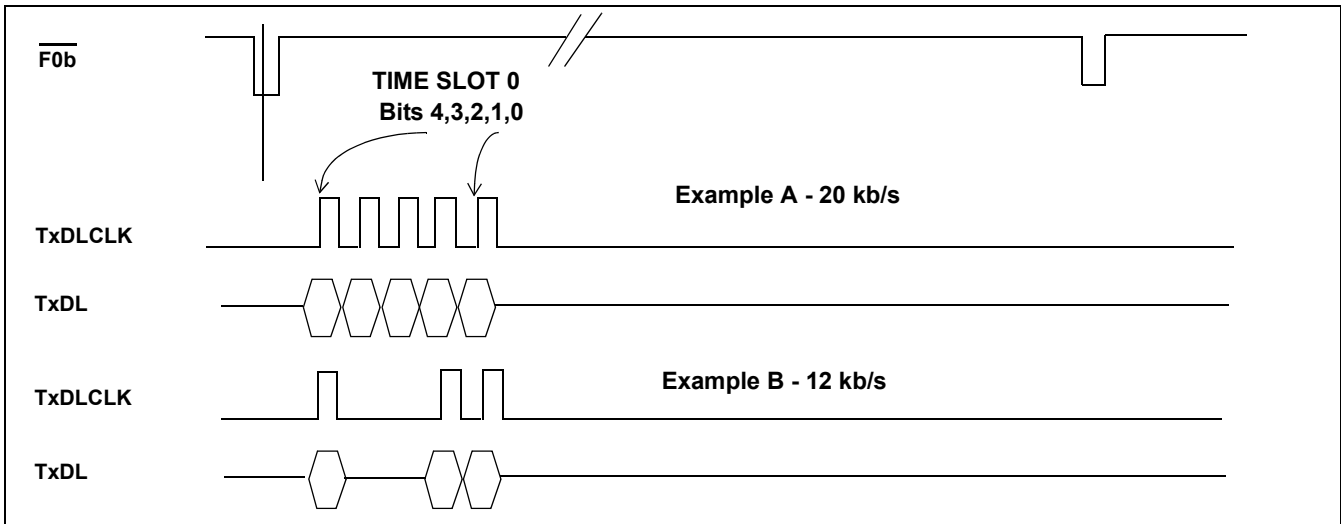 F0b
TIME SLOT 0
Bits 4,3,2,1,0
Example A - 20 kb/s
TxDLCLK
TxDL
Example B - 12 kb/s
TxDLCLK
TxDL